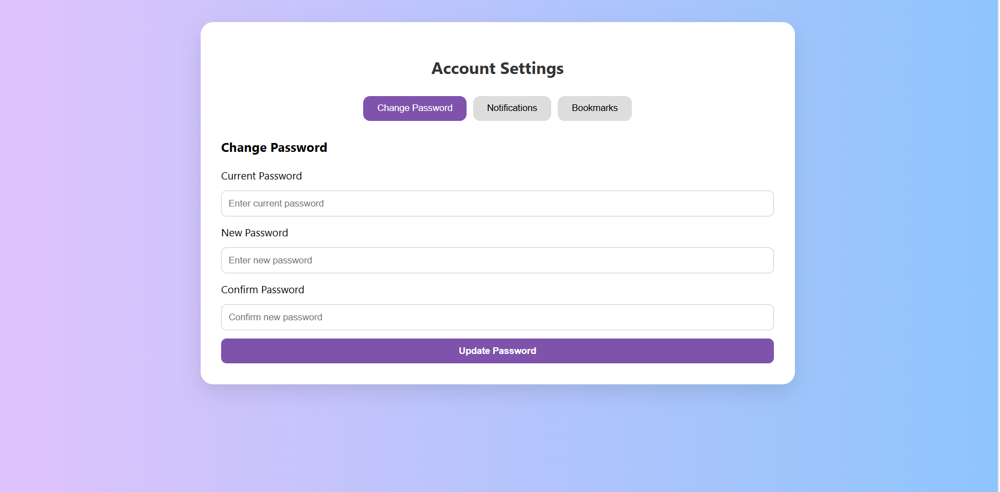 Account Settings
Change Password Notifications Bookmarks
Change Password
Current Password
Enter current password
New Password
Enter new password
Confirm Password
Confirm new password
Update Password